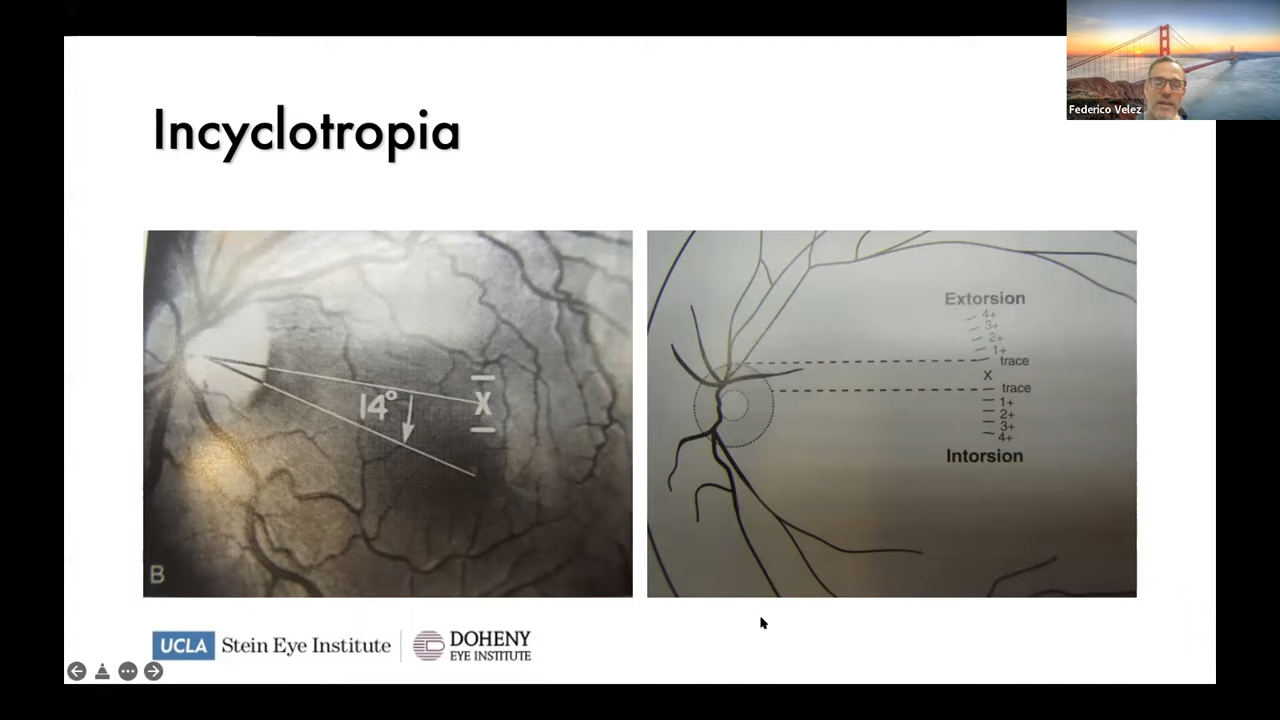 Incyclotropia
Federico Velez
14°
X
B
Extorsion
4+
3+
2+
1+
trace
X
trace
1+
2+
3+
4+
Intorsion
UCLA Stein Eye Institute
DOHENY
EYE INSTITUTE